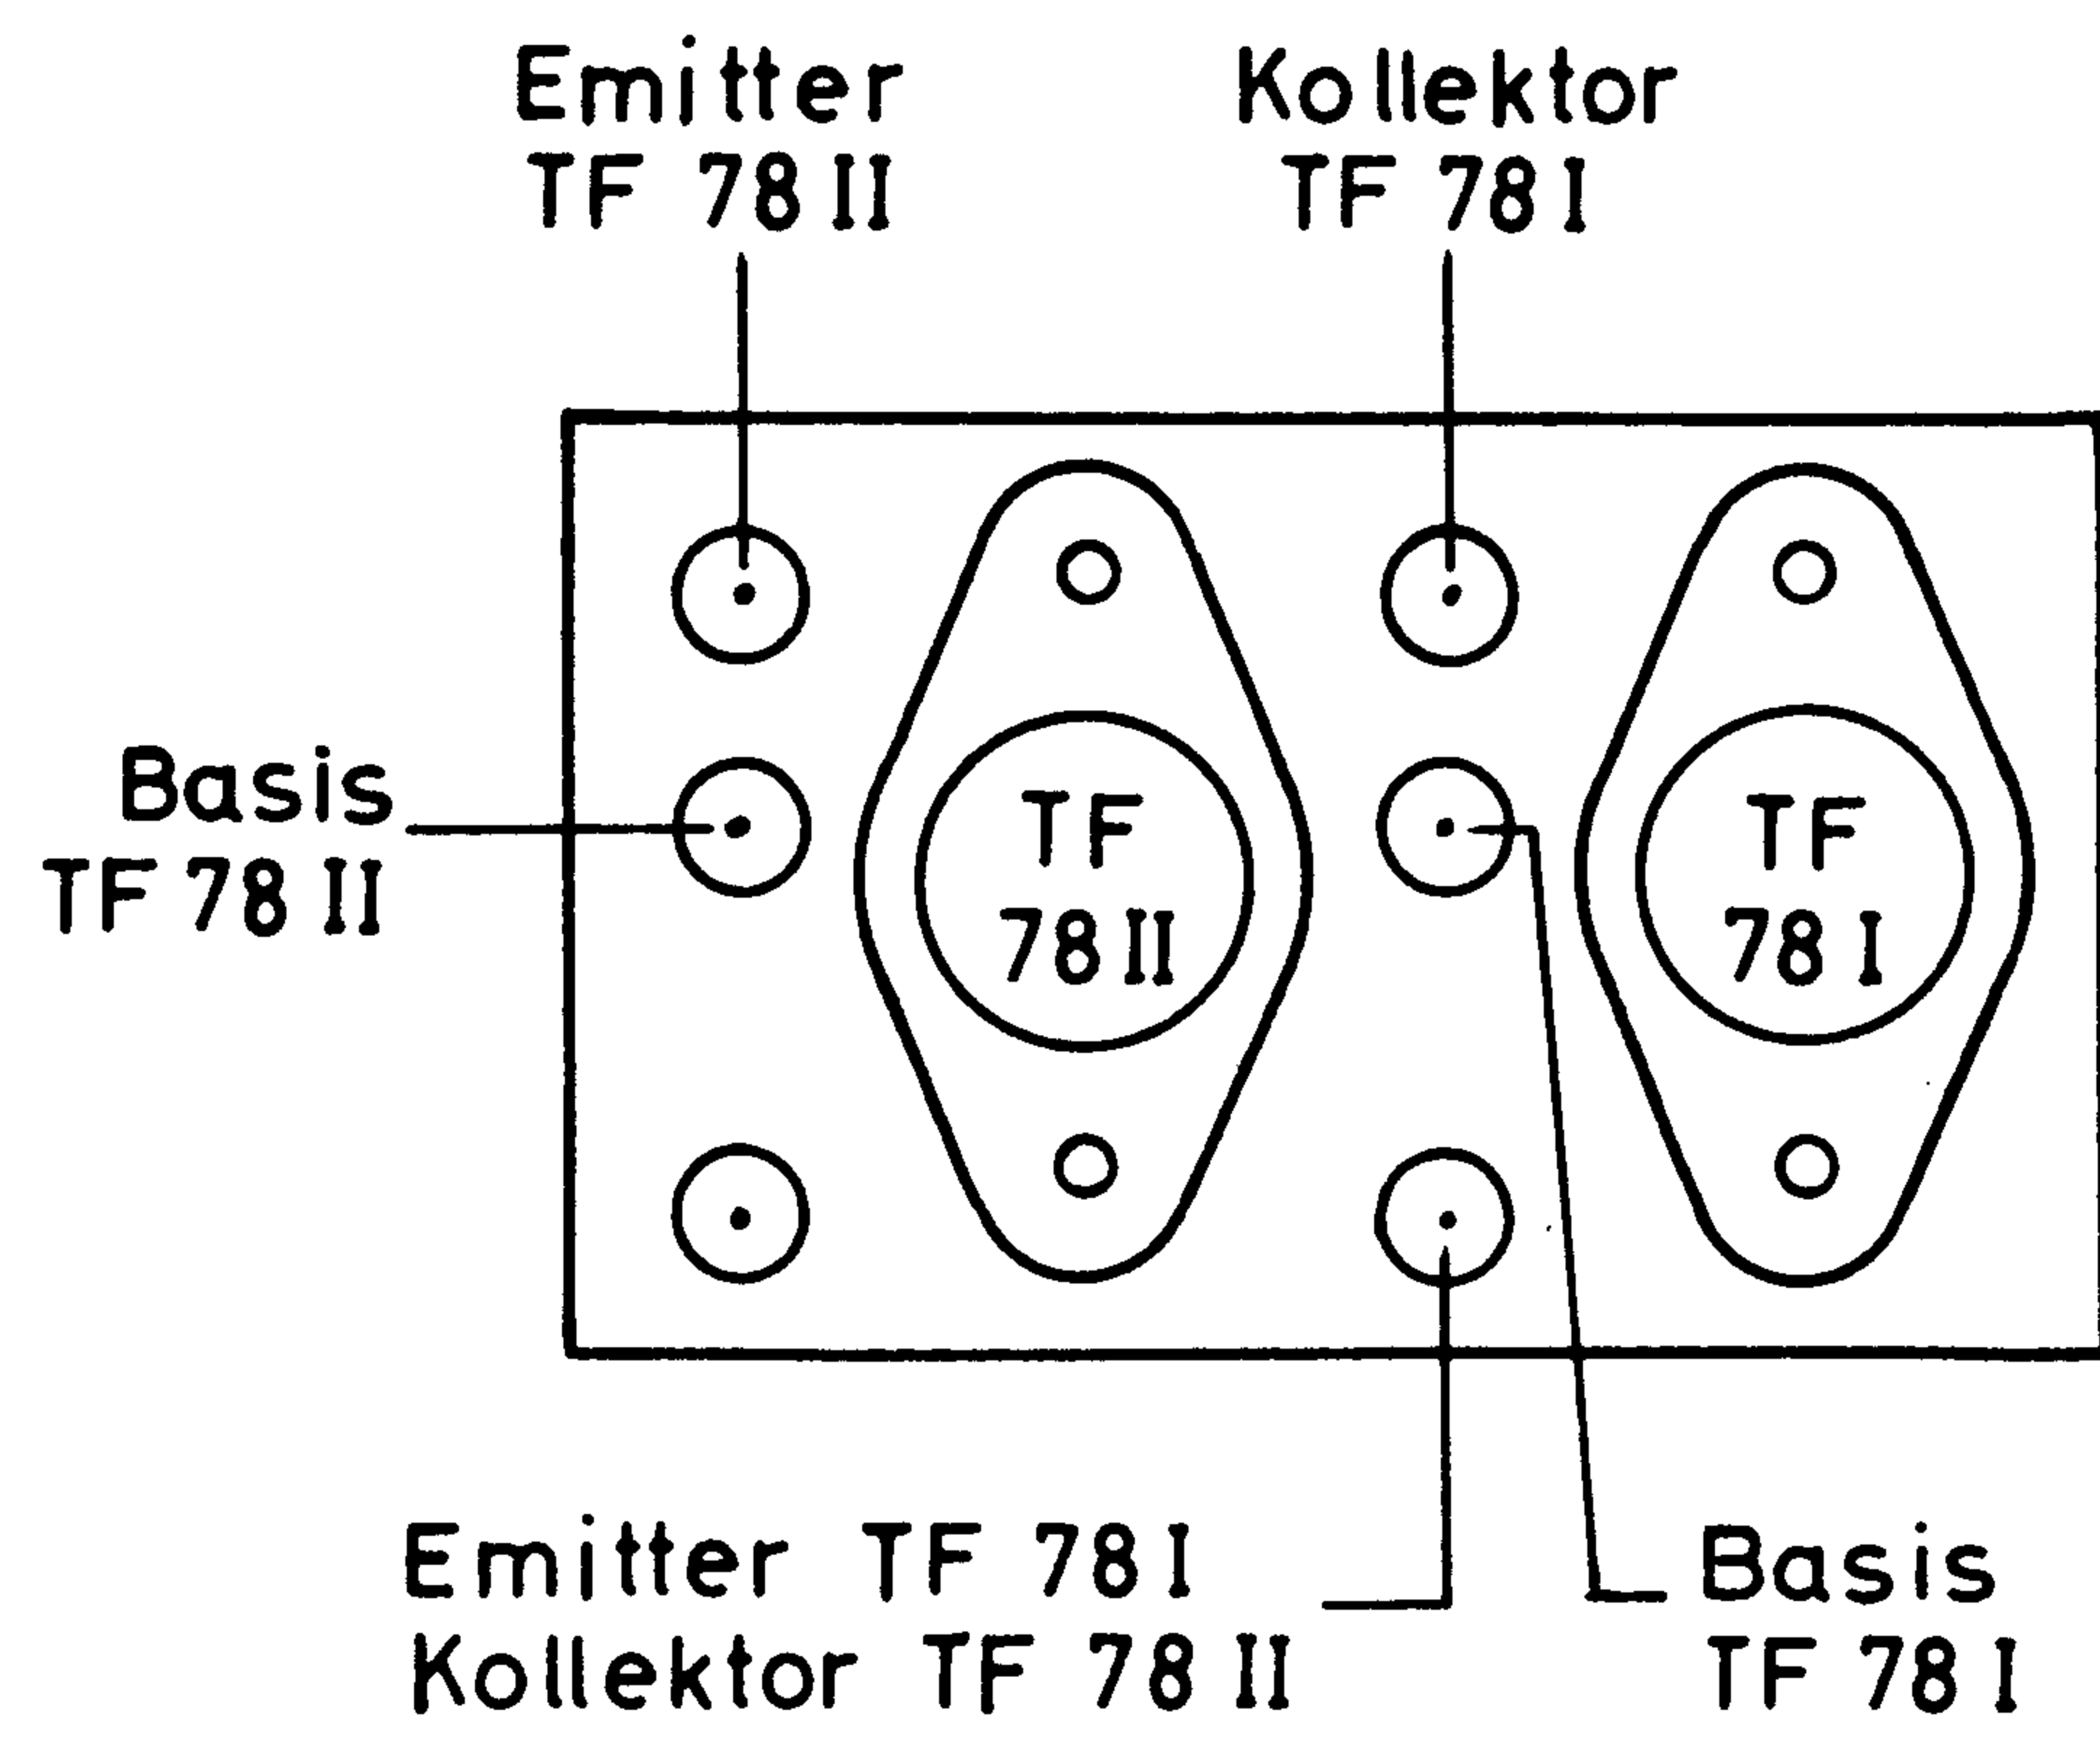 Emitter
TF 78 II
Kollektor
TF 78 I
Basis
TF 78 II
TF
78 II
TF
78 I
Emitter TF 78 I
Kollektor TF 78 II
Basis
TF 78 I